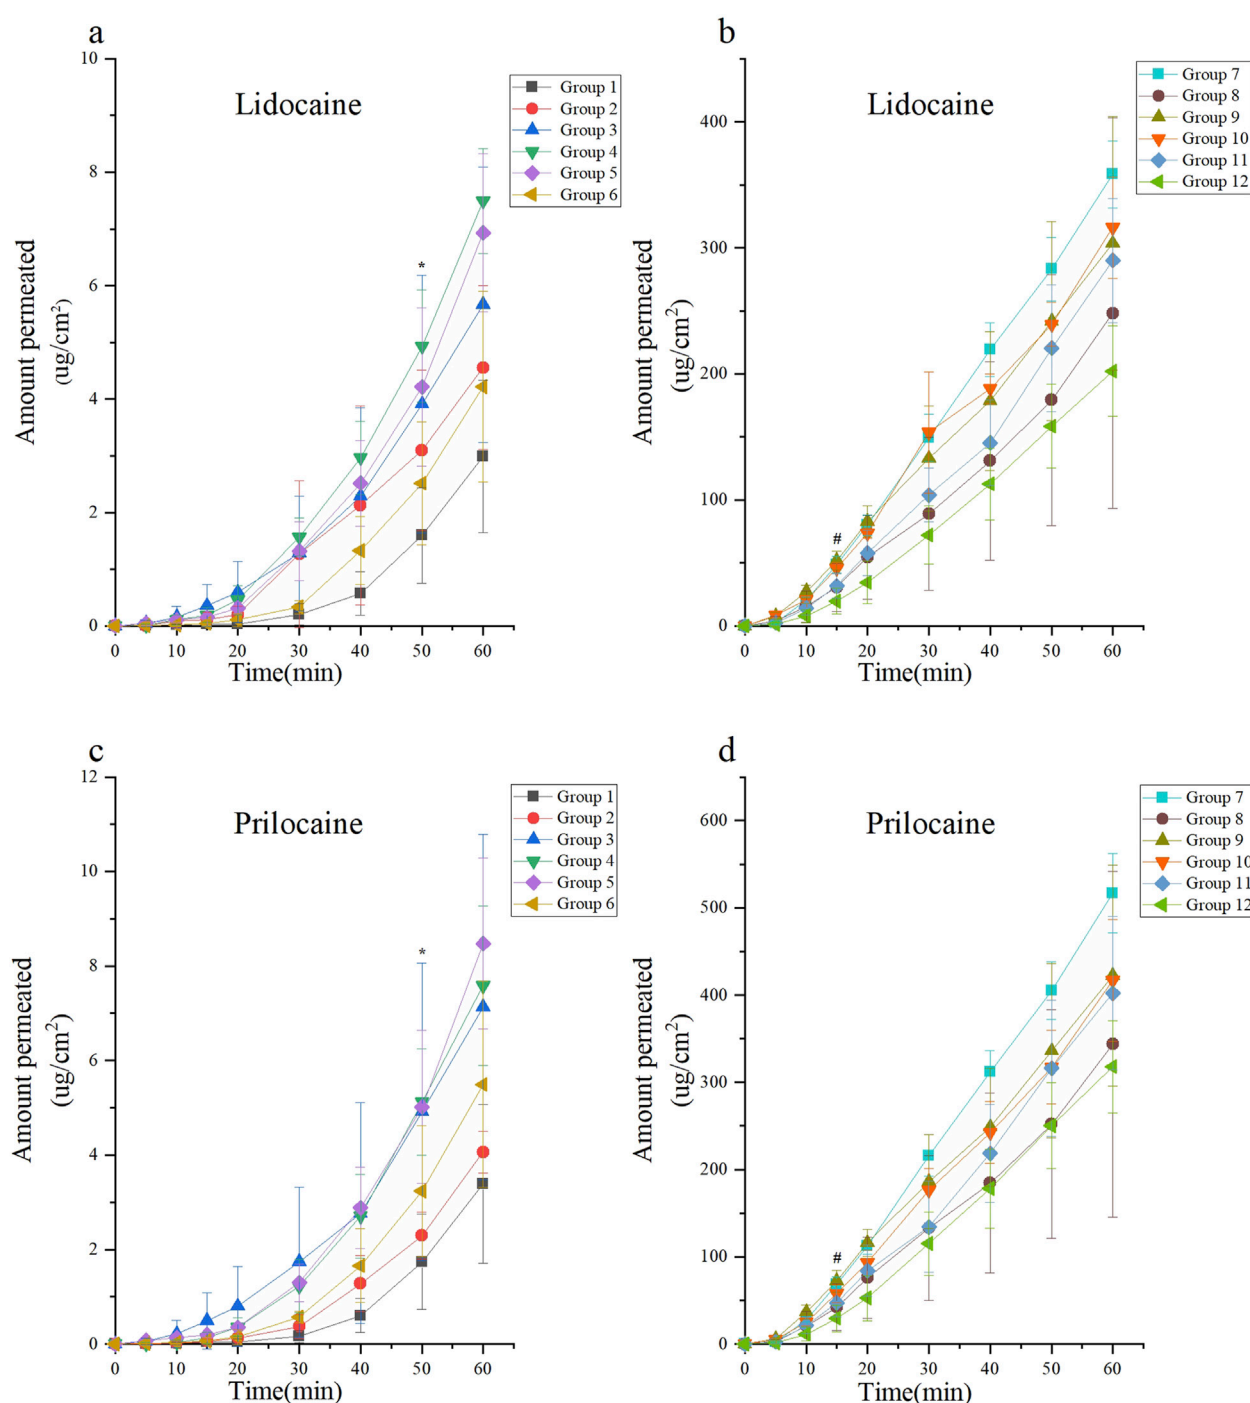 a
10
8
6
4
2
0
Lidocaine
Amount permeated
(ug/cm²)
*
Group 1
Group 2
Group 3
Group 4
Group 5
Group 6
0 10 20 30 40 50 60
Time(min)
b
400
300
200
100
0
Lidocaine
Amount permeated
(ug/cm²)
#
Group 7
Group 8
Group 9
Group 10
Group 11
Group 12
0 10 20 30 40 50 60
Time(min)
c
12
10
8
6
4
2
0
Prilocaine
Amount permeated
(ug/cm²)
*
Group 1
Group 2
Group 3
Group 4
Group 5
Group 6
0 10 20 30 40 50 60
Time(min)
d
600
500
400
300
200
100
0
Prilocaine
Amount permeated
(ug/cm²)
#
Group 7
Group 8
Group 9
Group 10
Group 11
Group 12
0 10 20 30 40 50 60
Time(min)